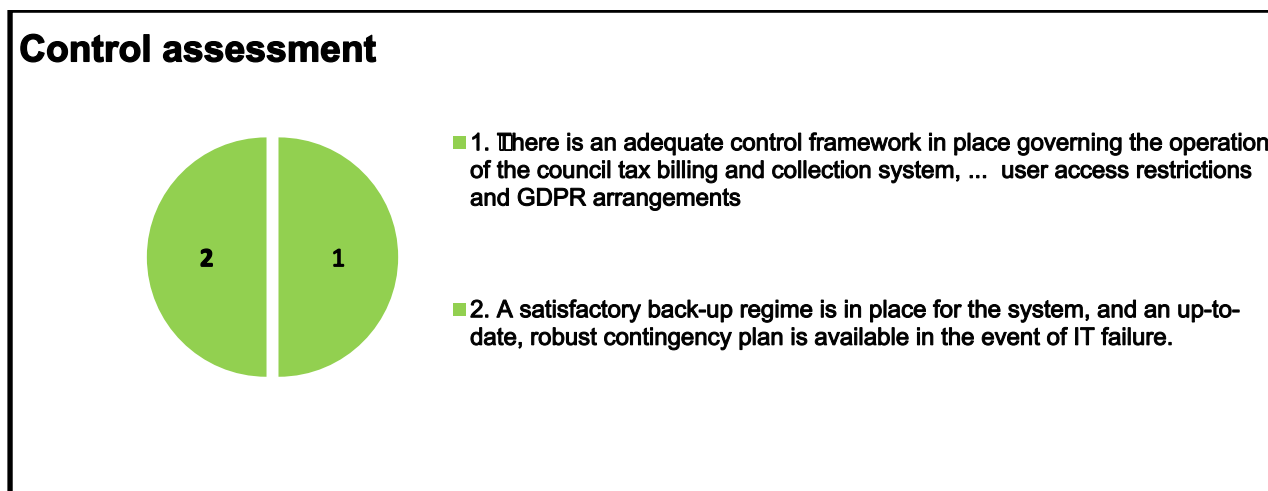 Control assessment
2
1
1. There is an adequate control framework in place governing the operation
of the council tax billing and collection system, ... user access restrictions
and GDPR arrangements
2. A satisfactory back-up regime is in place for the system, and an up-to-
date, robust contingency plan is available in the event of IT failure.